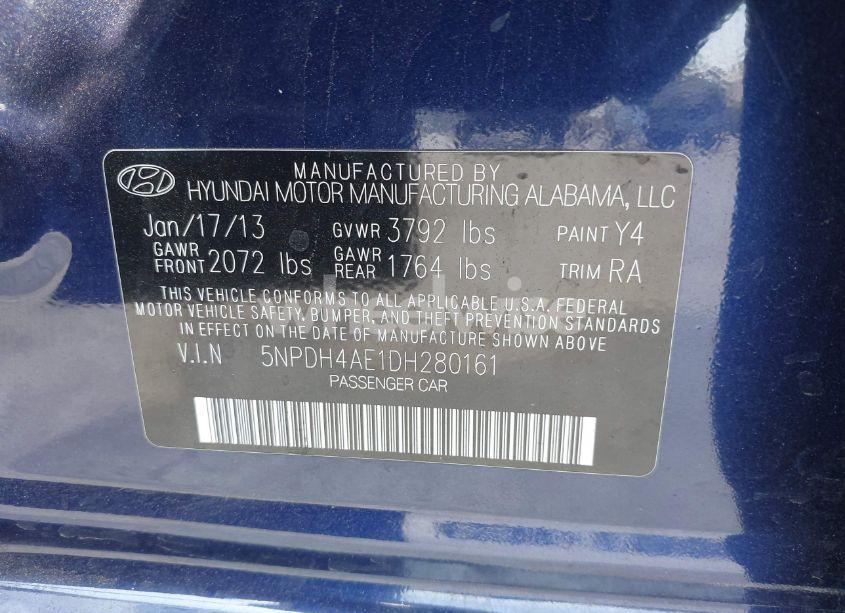 MANUFACTURED BY
HYUNDAI MOTOR MANUFACTURING ALABAMA, LLC
Jan/17/13 GVWR 3792 lbs PAINT Y4
GAWR FRONT 2072 lbs GAWR REAR 1764 lbs TRIM RA
THIS VEHICLE CONFORMS TO ALL APPLICABLE U.S.A. FEDERAL
MOTOR VEHICLE SAFETY, BUMPER, AND THEFT PREVENTION STANDARDS
IN EFFECT ON THE DATE OF MANUFACTURE SHOWN ABOVE
V.I.N 5NPDH4AE1DH280161
PASSENGER CAR